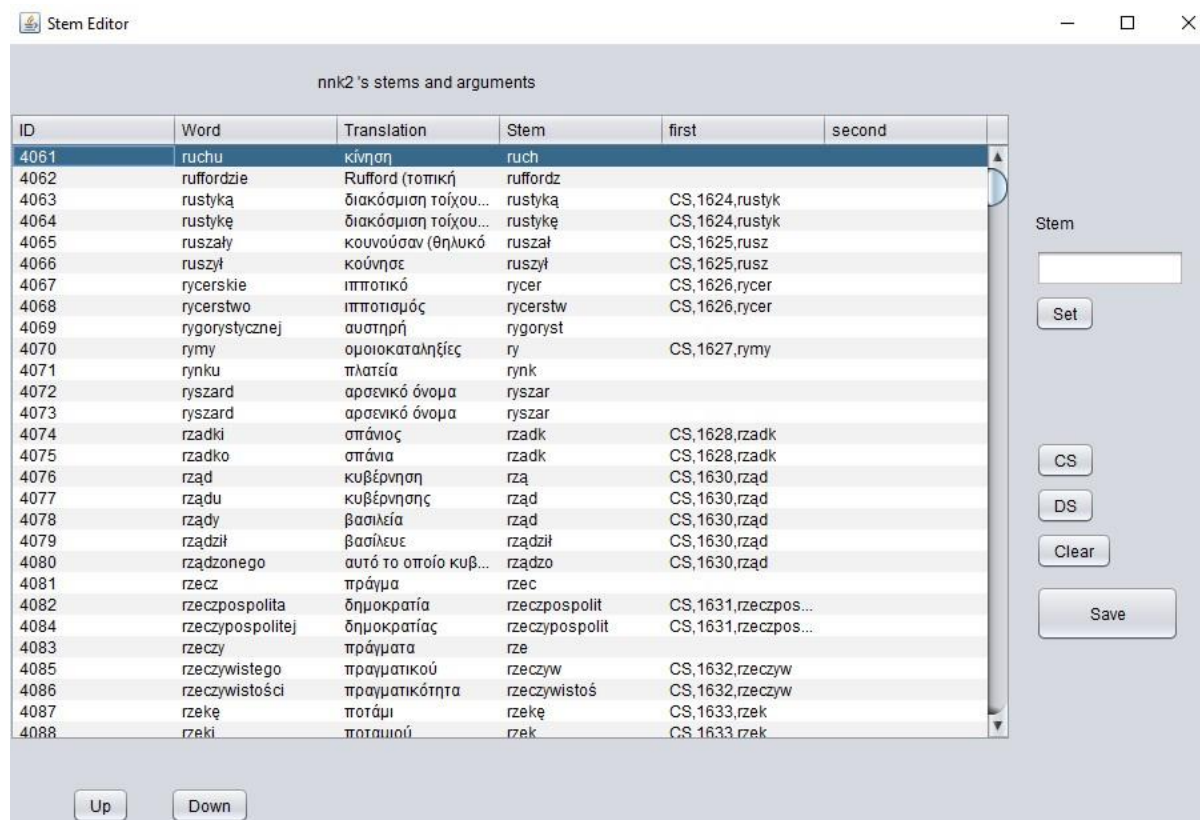 Stem Editor
nnk2 's stems and arguments
ID Word Translation Stem first second
4061 ruchu κίνηση ruch
4062 ruffordzie Rufford (τοπική ruffordz
4063 rustyką διακόσμιση τοίχου... rustyką CS,1624,rustyk
4064 rustykę διακόσμιση τοίχου... rustykę CS,1624,rustyk
4065 ruszały κουνούσαν (θηλυκό ruszał CS,1625,rusz
4066 ruszył κούνησε ruszył CS,1625,rusz
4067 rycerskie ιπποτικό rycer CS,1626,rycer
4068 rycerstwo ιπποτισμός rycerstw CS,1626,rycer
4069 rygorystycznej αυστηρή rygoryst
4070 rymy ομοιοκαταληξίες ry CS,1627,rymy
4071 rynku πλατεία rynk
4072 ryszard αρσενικό όνομα ryszar
4073 ryszard αρσενικό όνομα ryszar
4074 rzadki σπάνιος rzadk CS,1628,rzadk
4075 rzadko σπάνια rzadk CS,1628,rzadk
4076 rząd κυβέρνηση rzą CS,1630,rząd
4077 rządu κυβέρνησης rząd CS,1630,rząd
4078 rządy βασιλεία rząd CS,1630,rząd
4079 rządził βασίλευε rządził CS,1630,rząd
4080 rządzonego αυτό το οποίο κυβ... rządzo CS,1630,rząd
4081 rzecz πράγμα rzec
4082 rzeczpospolita δημοκρατία rzeczpospolit CS,1631,rzeczpos...
4084 rzeczypospolitej δημοκρατίας rzeczypospolit CS,1631,rzeczpos...
4083 rzeczy πράγματα rze
4085 rzeczywistego πραγματικού rzeczyw CS,1632,rzeczyw
4086 rzeczywistości πραγματικότητα rzeczywistoś CS,1632,rzeczyw
4087 rzekę ποτάμι rzekę CS,1633,rzek
4088 rzeki ποταμιού rzek CS,1633,rzek
Stem
Set
CS
DS
Clear
Save
Up Down